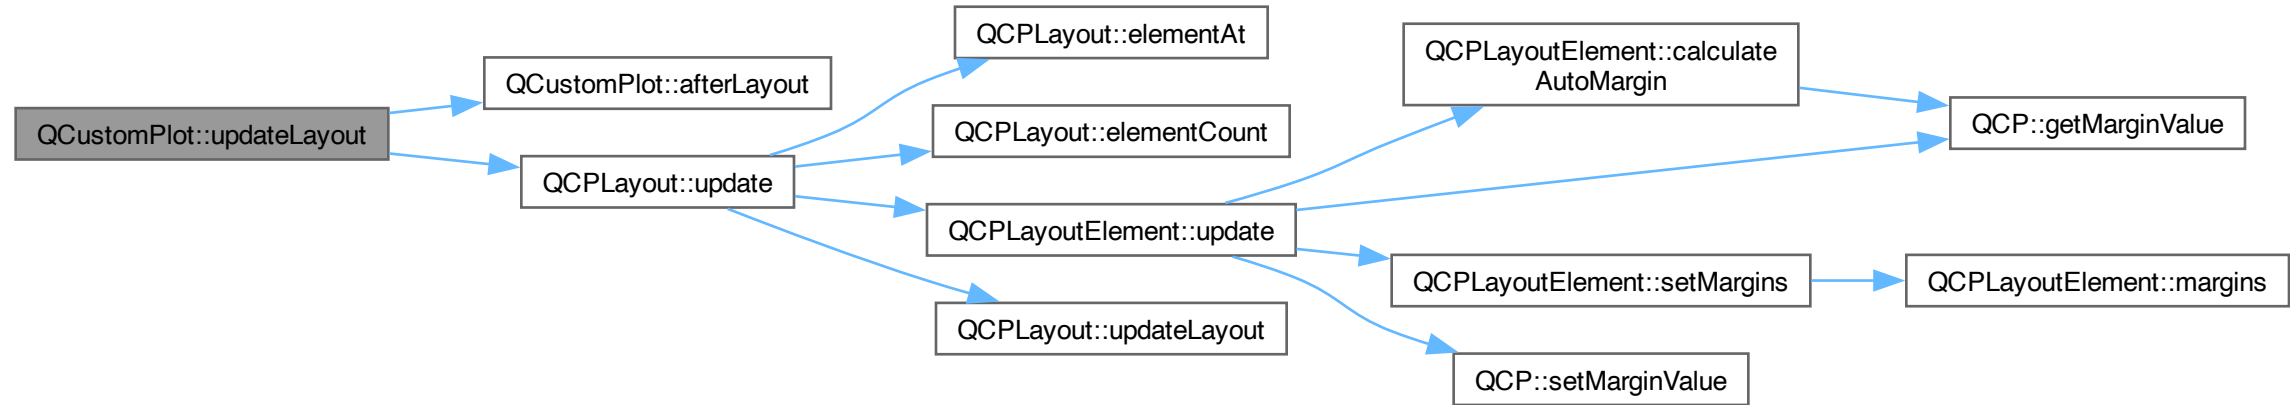 QCustomPlot::updateLayout
QCustomPlot::afterLayout
QCPLayout::update
QCPLayout::elementAt
QCPLayout::elementCount
QCPLayoutElement::update
QCPLayout::updateLayout
QCPLayoutElement::calculate
AutoMargin
QCP::getMarginValue
QCPLayoutElement::setMargins
QCPLayoutElement::margins
QCP::setMarginValue